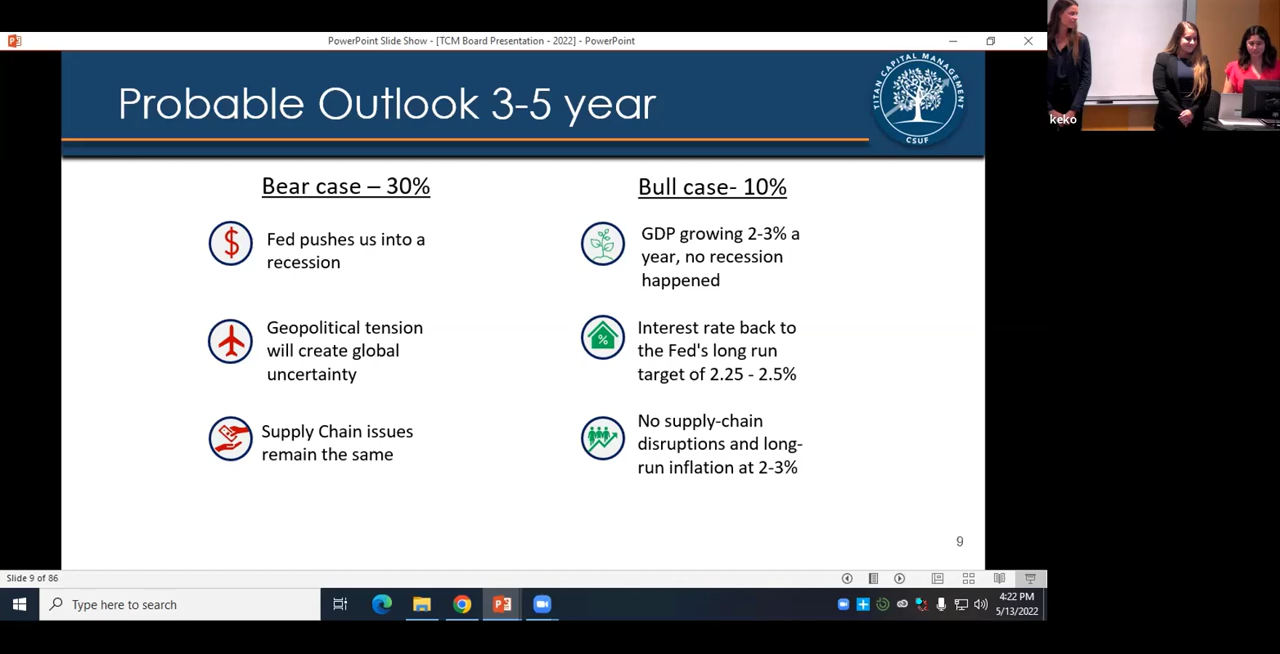 PowerPoint Slide Show - [TCM Board Presentation - 2022] - PowerPoint
Probable Outlook 3-5 year
TITAN CAPITAL MANAGEMENT
CSUF
keko
Bear case – 30%
Fed pushes us into a
recession
Geopolitical tension
will create global
uncertainty
Supply Chain issues
remain the same
Bull case- 10%
GDP growing 2-3% a
year, no recession
happened
Interest rate back to
the Fed's long run
target of 2.25 - 2.5%
No supply-chain
disruptions and long-
run inflation at 2-3%
9
Slide 9 of 86
Type here to search
4:22 PM
5/13/2022